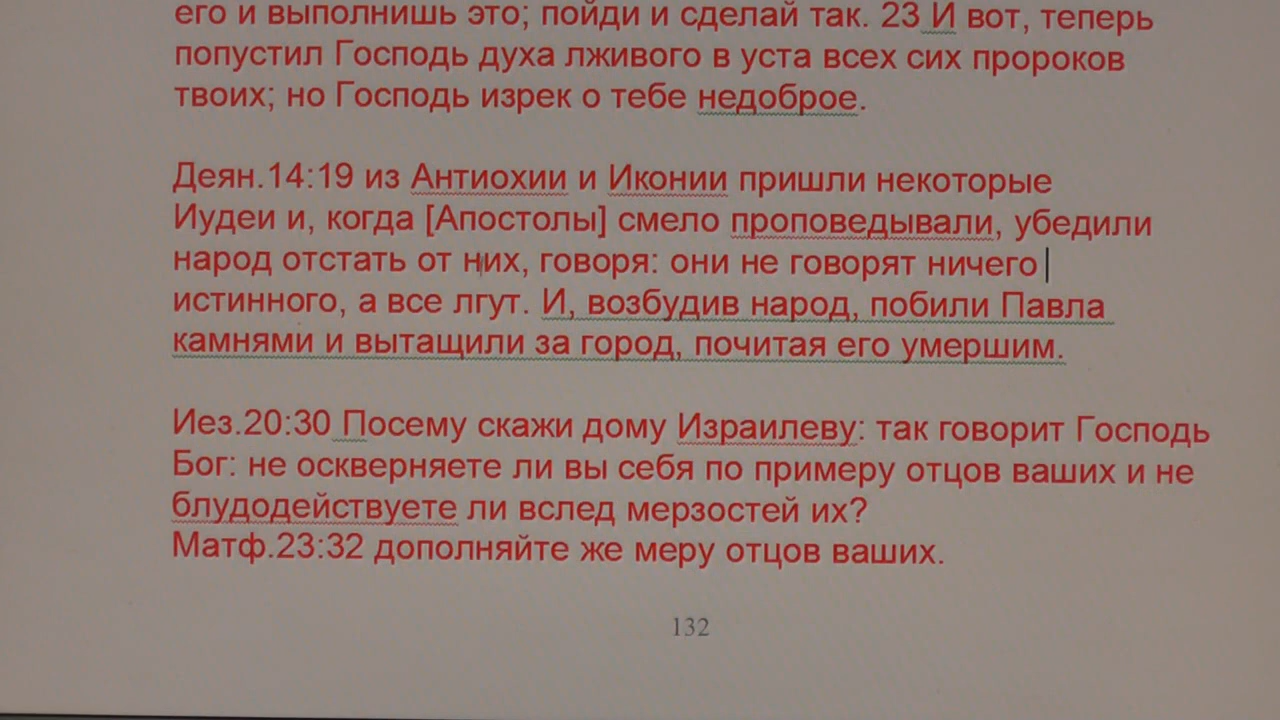 его и выполнишь это; пойди и сделай так. 23 И вот, теперь
попустил Господь духа лживого в уста всех сих пророков
твоих; но Господь изрек о тебе недоброе.
Деян.14:19 из Антиохии и Иконии пришли некоторые
Иудеи и, когда [Апостолы] смело проповедывали, убедили
народ отстать от них, говоря: они не говорят ничего
истинного, а все лгут. И, возбудив народ, побили Павла
камнями и вытащили за город, почитая его умершим.
Иез.20:30 Посему скажи дому Израилеву: так говорит Господь
Бог: не оскверняете ли вы себя по примеру отцов ваших и не
блудодействуете ли вслед мерзостей их?
Матф.23:32 дополняйте же меру отцов ваших.
132